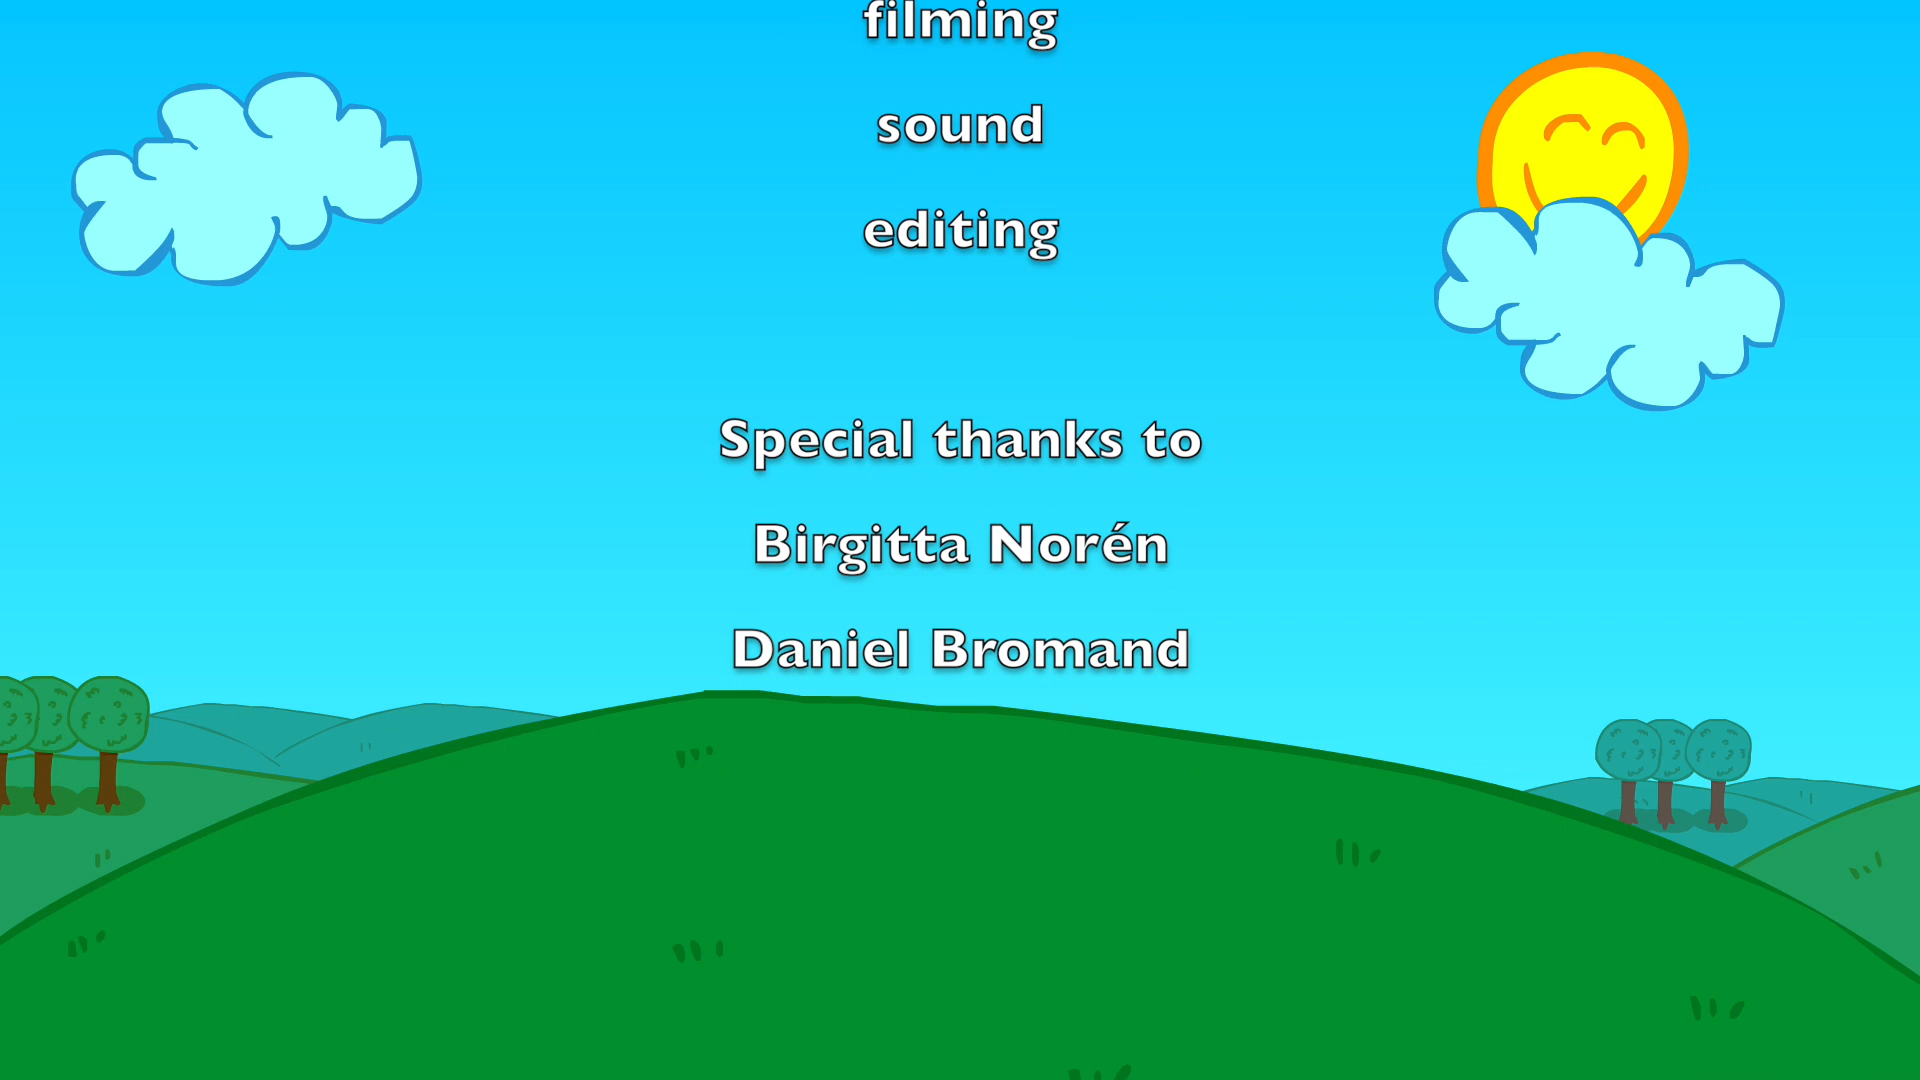 filming
sound
editing
Special thanks to
Birgitta Norén
Daniel Bromand